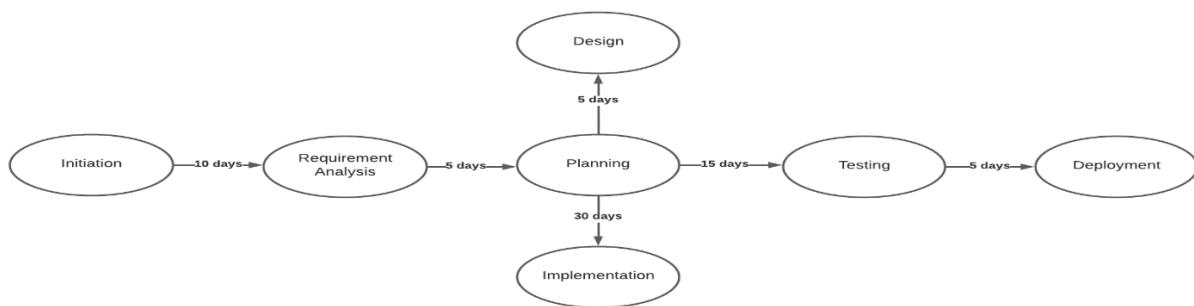 Design
5 days
Initiation
10 days
Requirement
Analysis
5 days
Planning
15 days
Testing
5 days
Deployment
30 days
Implementation